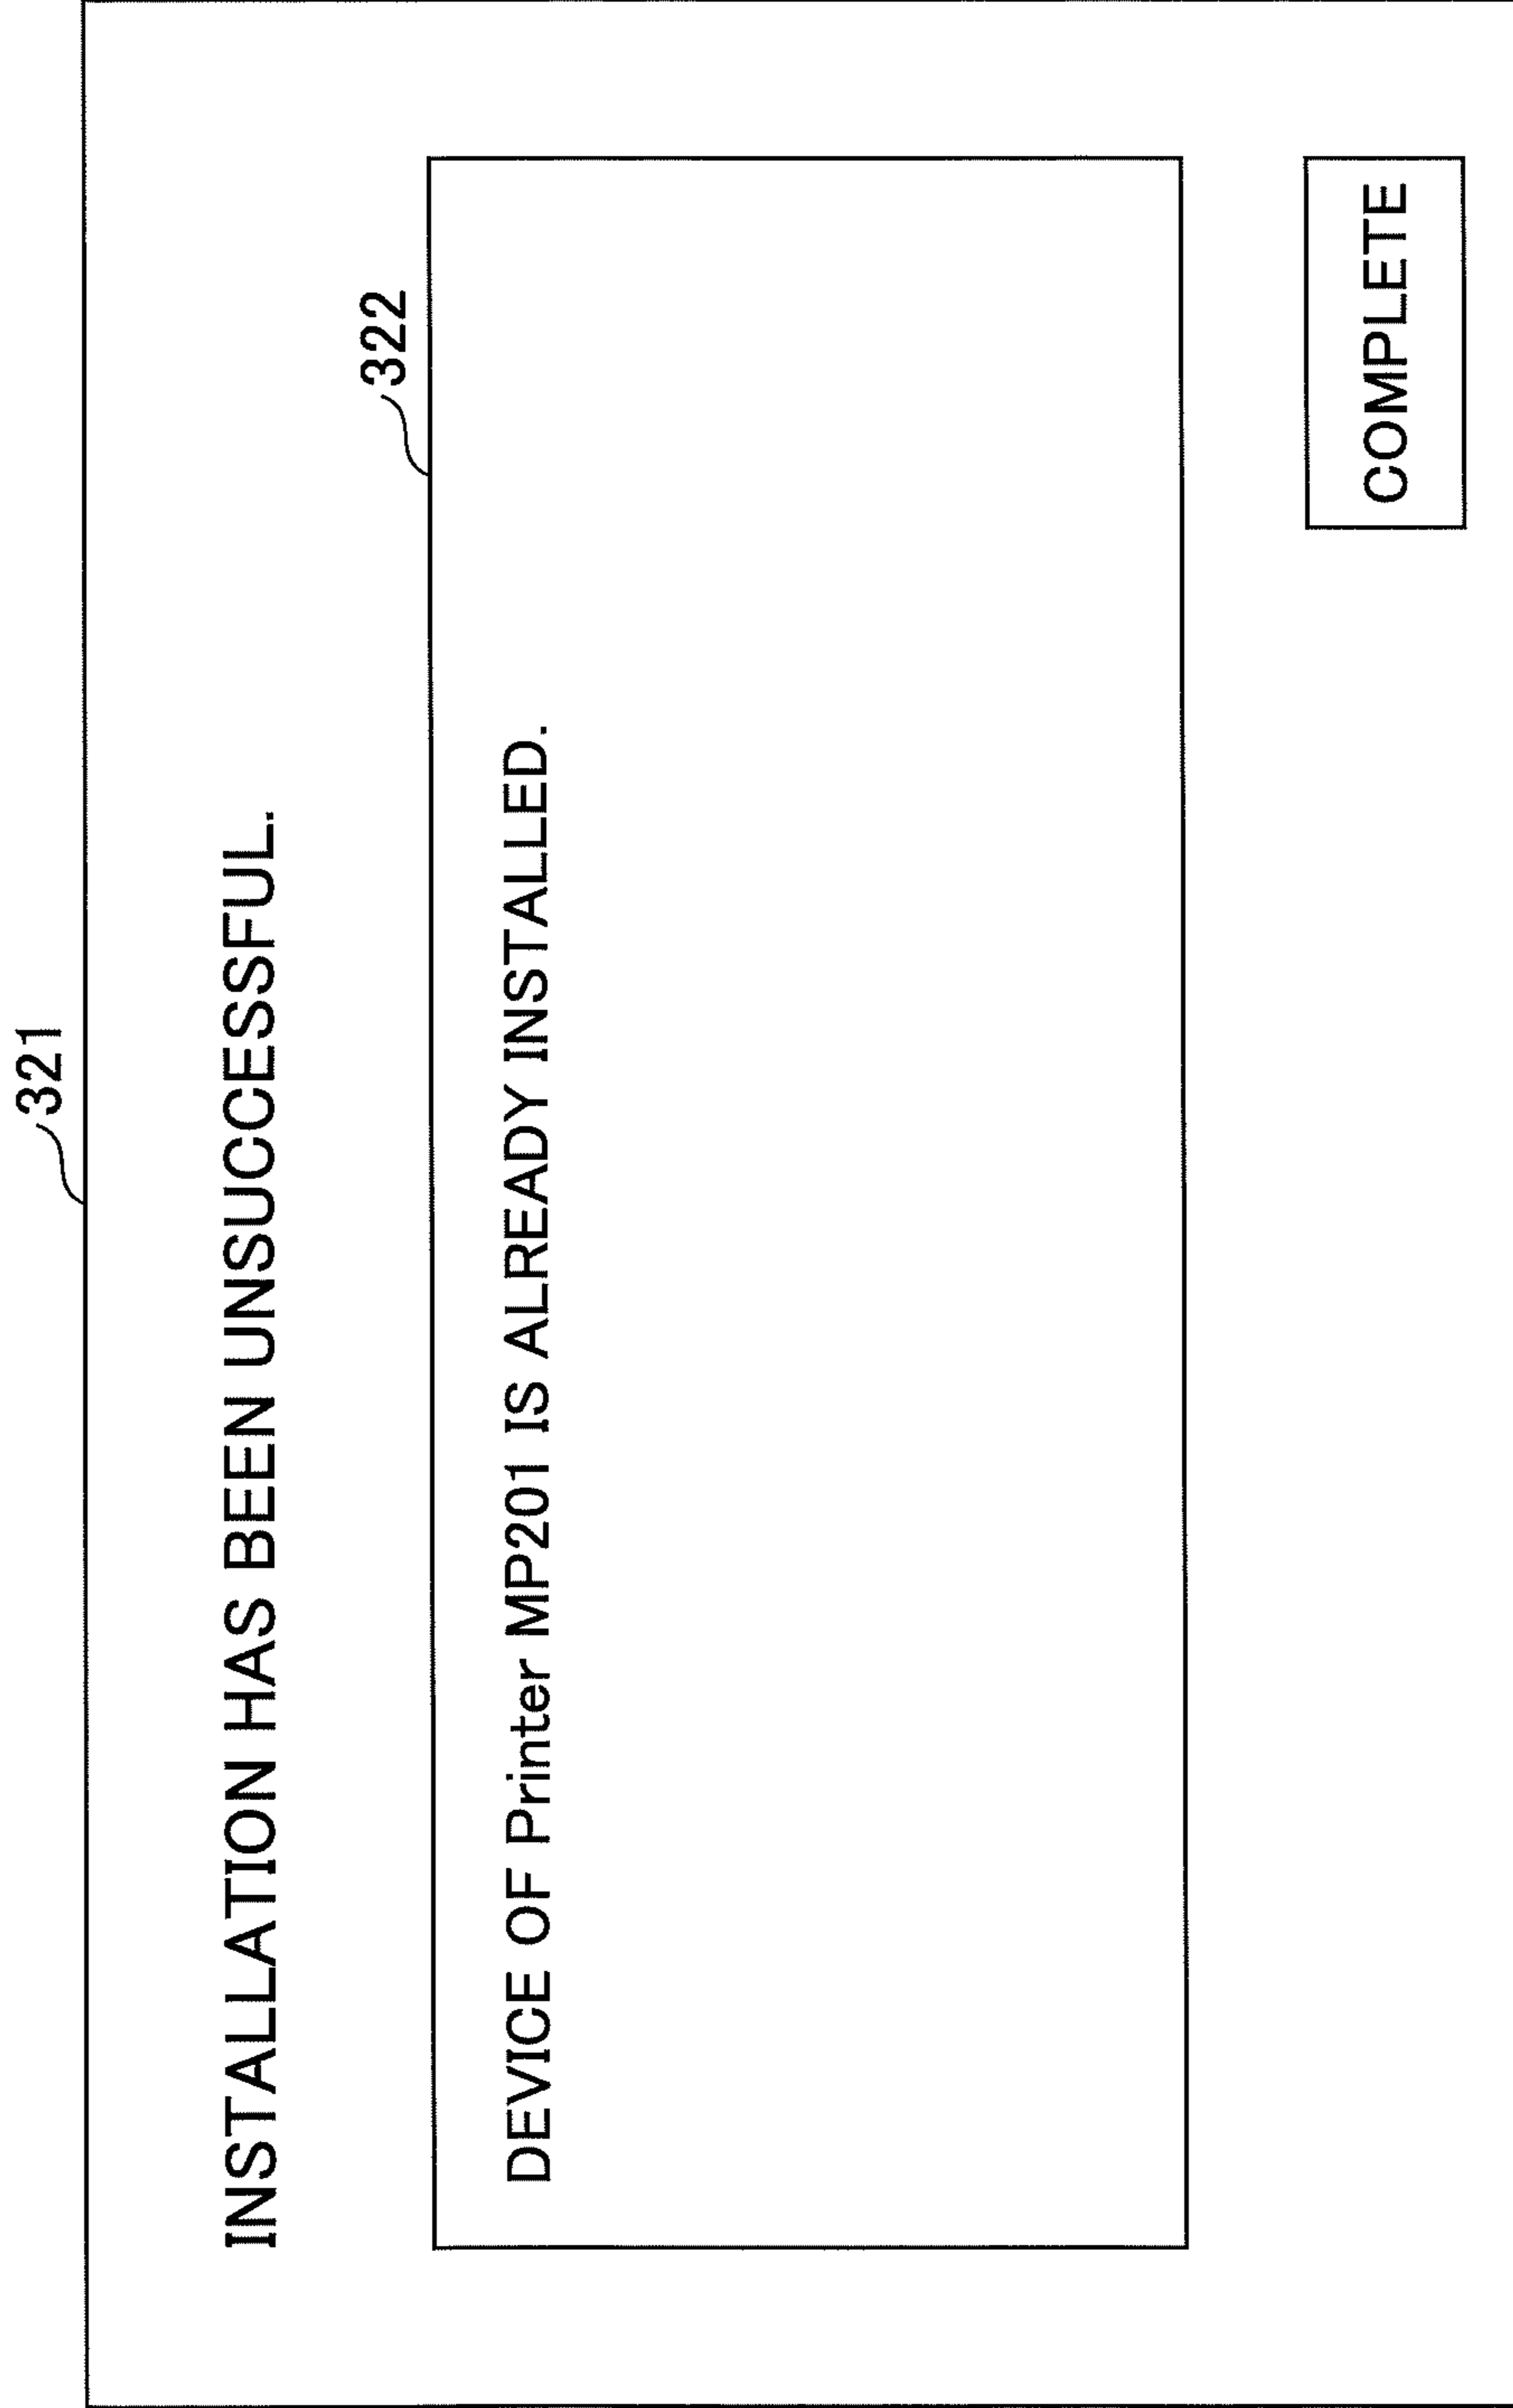 321
INSTALLATION HAS BEEN UNSUCCESSFUL.
322
DEVICE OF Printer MP201 IS ALREADY INSTALLED.
COMPLETE